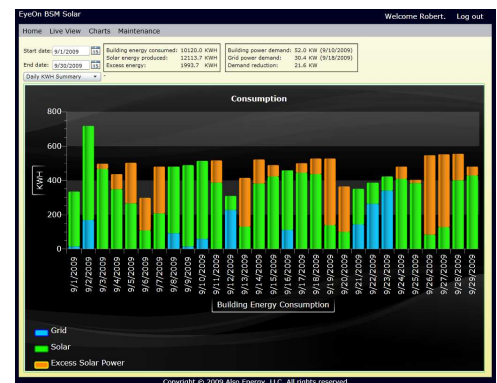 EyeOn BSM Solar
Welcome Robert. Log out
Home Live View Charts Maintenance
Start date: 9/1/2009 15
End date: 9/30/2009 15
Building energy consumed: 10120.0 KWH
Solar energy produced: 12113.7 KWH
Excess energy: 1993.7 KWH
Building power demand: 52.0 KW (9/10/2009)
Grid power demand: 30.4 KW (9/18/2009)
Demand reduction: 21.6 KW
Daily KWH Summary
Consumption
800
600
400
200
0
KWH
9/1/2009
9/2/2009
9/3/2009
9/4/2009
9/5/2009
9/6/2009
9/7/2009
9/8/2009
9/9/2009
9/10/2009
9/11/2009
9/12/2009
9/13/2009
9/14/2009
9/15/2009
9/16/2009
9/17/2009
9/18/2009
9/19/2009
9/20/2009
9/21/2009
9/22/2009
9/23/2009
9/24/2009
9/25/2009
9/26/2009
9/27/2009
9/28/2009
9/29/2009
Building Energy Consumption
Grid
Solar
Excess Solar Power
Copyright © 2009 Also Energy, LLC. All rights reserved